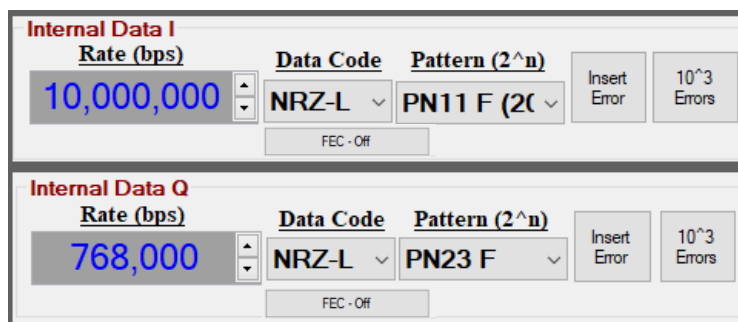 Internal Data I
Rate (bps) Data Code Pattern (2^n)
10,000,000 NRZ-L PN11 F (20 Insert Error 10^3 Errors
FEC - Off
Internal Data Q
Rate (bps) Data Code Pattern (2^n)
768,000 NRZ-L PN23 F Insert Error 10^3 Errors
FEC - Off